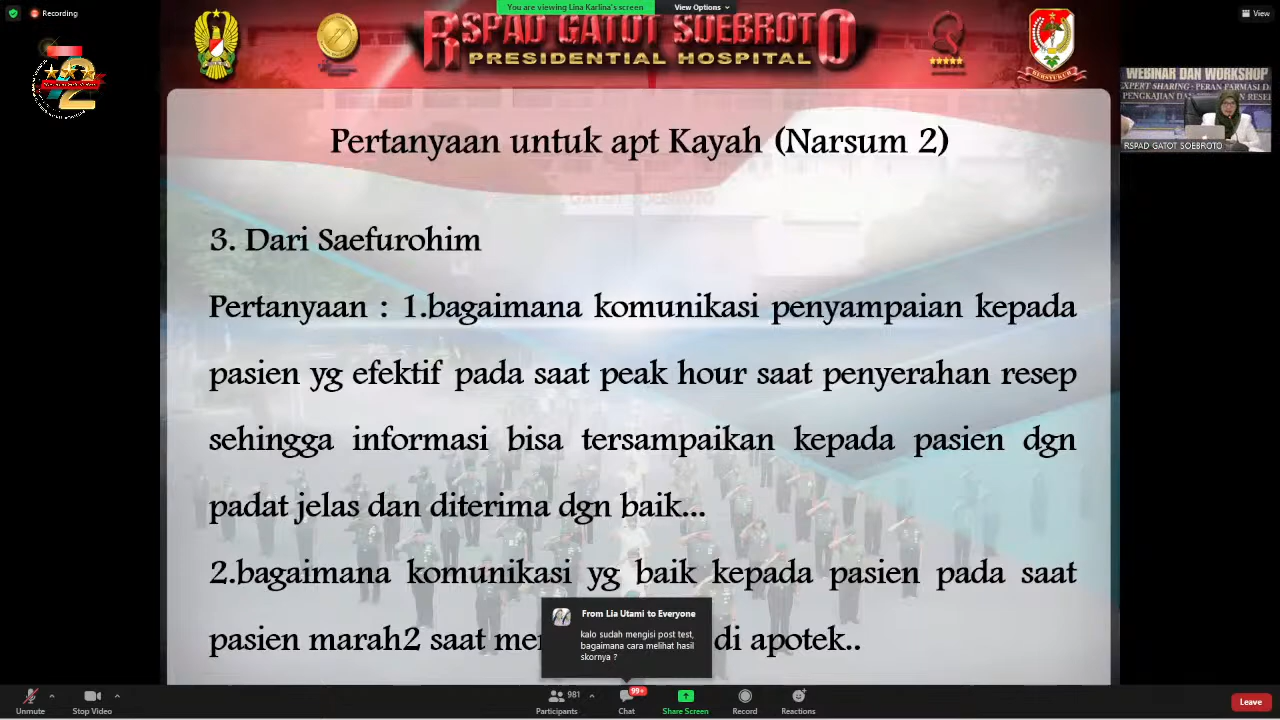 Recording
You are viewing Lina Karlina's screen
View Options
View
RSPAD GATOT SOEBROTO
PRESIDENTIAL HOSPITAL
72
WEBINAR DAN WORKSHOP
RSPAD GATOT SOEBROTO
Pertanyaan untuk apt Kayah (Narsum 2)
3. Dari Saefurohim
Pertanyaan : 1.bagaimana komunikasi penyampaian kepada
pasien yg efektif pada saat peak hour saat penyerahan resep
sehingga informasi bisa tersampaikan kepada pasien dgn
padat jelas dan diterima dgn baik...
2.bagaimana komunikasi yg baik kepada pasien pada saat
pasien marah2 saat
di apotek..
From Lia Utami to Everyone
kalo sudah mengisi post test,
bagaimana cara melihat hasil
skornya ?
Unmute
Stop Video
981
Participants
99+
Chat
Share Screen
Record
Reactions
Leave